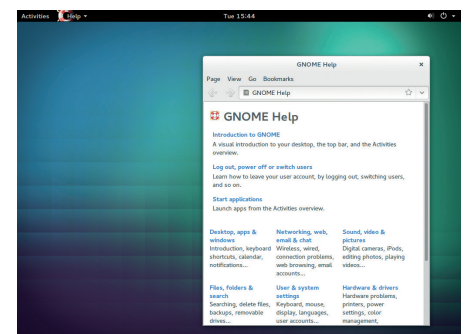 Activities Help Tue 15:44
GNOME Help
Page View Go Bookmarks
GNOME Help
GNOME Help
Introduction to GNOME
A visual introduction to your desktop, the top
bar, and the Activities
overview.
Log out, power off or
switch users
Learn how to leave your user account, by logging out, switching users,
and so on.
Start applications
Launch apps from the Activities overview.
Desktop, apps &
windows
Introduction, keyboard
shortcuts, calendar,
notifications...
Networking, web,
email & chat
Wireless, wired,
connection problems,
web browsing, email
accounts...
Sound, video &
pictures
Digital cameras, iPods,
editing photos, playing
videos...
Files, folders &
search
Searching, delete files,
backups, removable
drives...
User & system
settings
Keyboard, mouse,
display, languages,
user accounts...
Hardware & drivers
Hardware problems,
printers, power
settings, color
management,